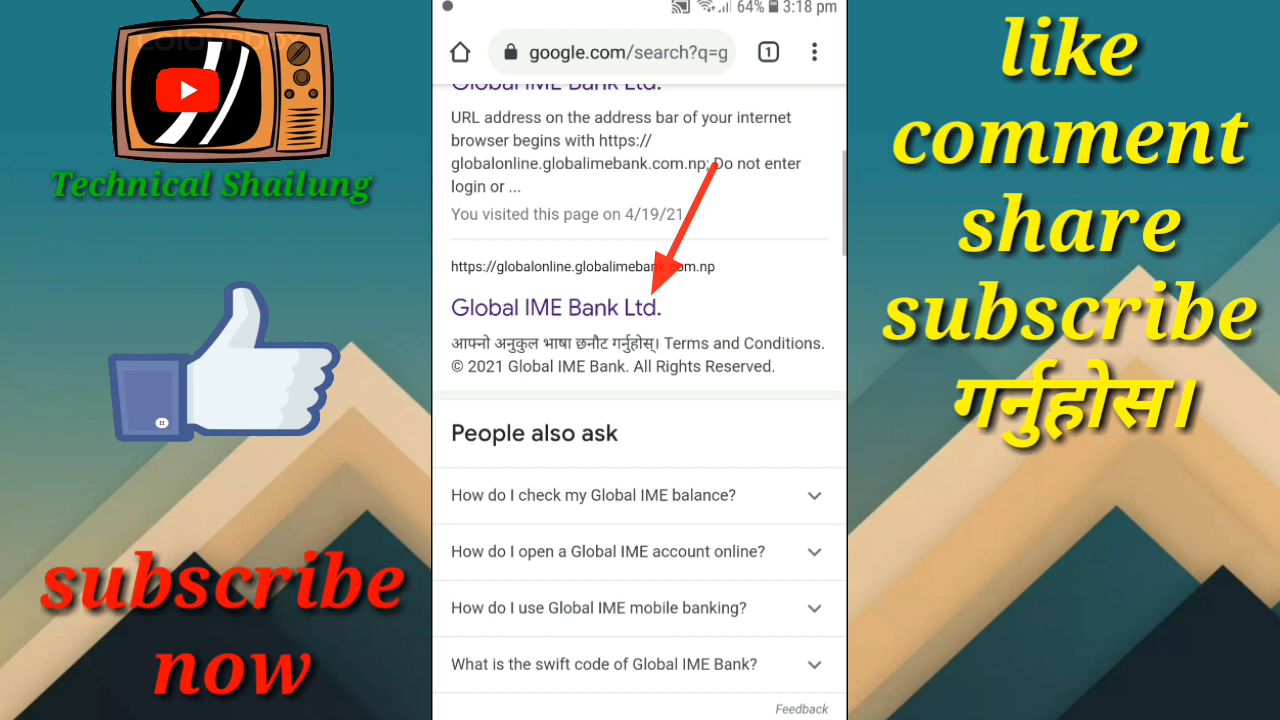 colourbox
Technical Shailung
subscribe
now
64% 3:18 pm
google.com/search?q=g
1
Global IME Bank Ltd.
URL address on the address bar of your internet
browser begins with https://
globalonline.globalimebank.com.np; Do not enter
login or ...
You visited this page on 4/19/21
https://globalonline.globalimebank.com.np
Global IME Bank Ltd.
आफ्नो अनुकुल भाषा छनौट गर्नुहोस्। Terms and Conditions.
© 2021 Global IME Bank. All Rights Reserved.
People also ask
How do I check my Global IME balance?
How do I open a Global IME account online?
How do I use Global IME mobile banking?
What is the swift code of Global IME Bank?
Feedback
like
comment
share
subscribe
गर्नुहोस।